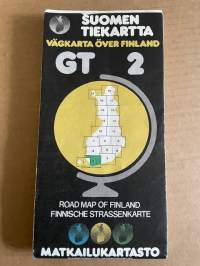 SUOMEN
TIEKARTTA
VÄGKARTA ÖVER FINLAND
GT 2
ROAD MAP OF FINLAND
FINNISCHE STRASSENKARTE
MATKAILUKARTASTO